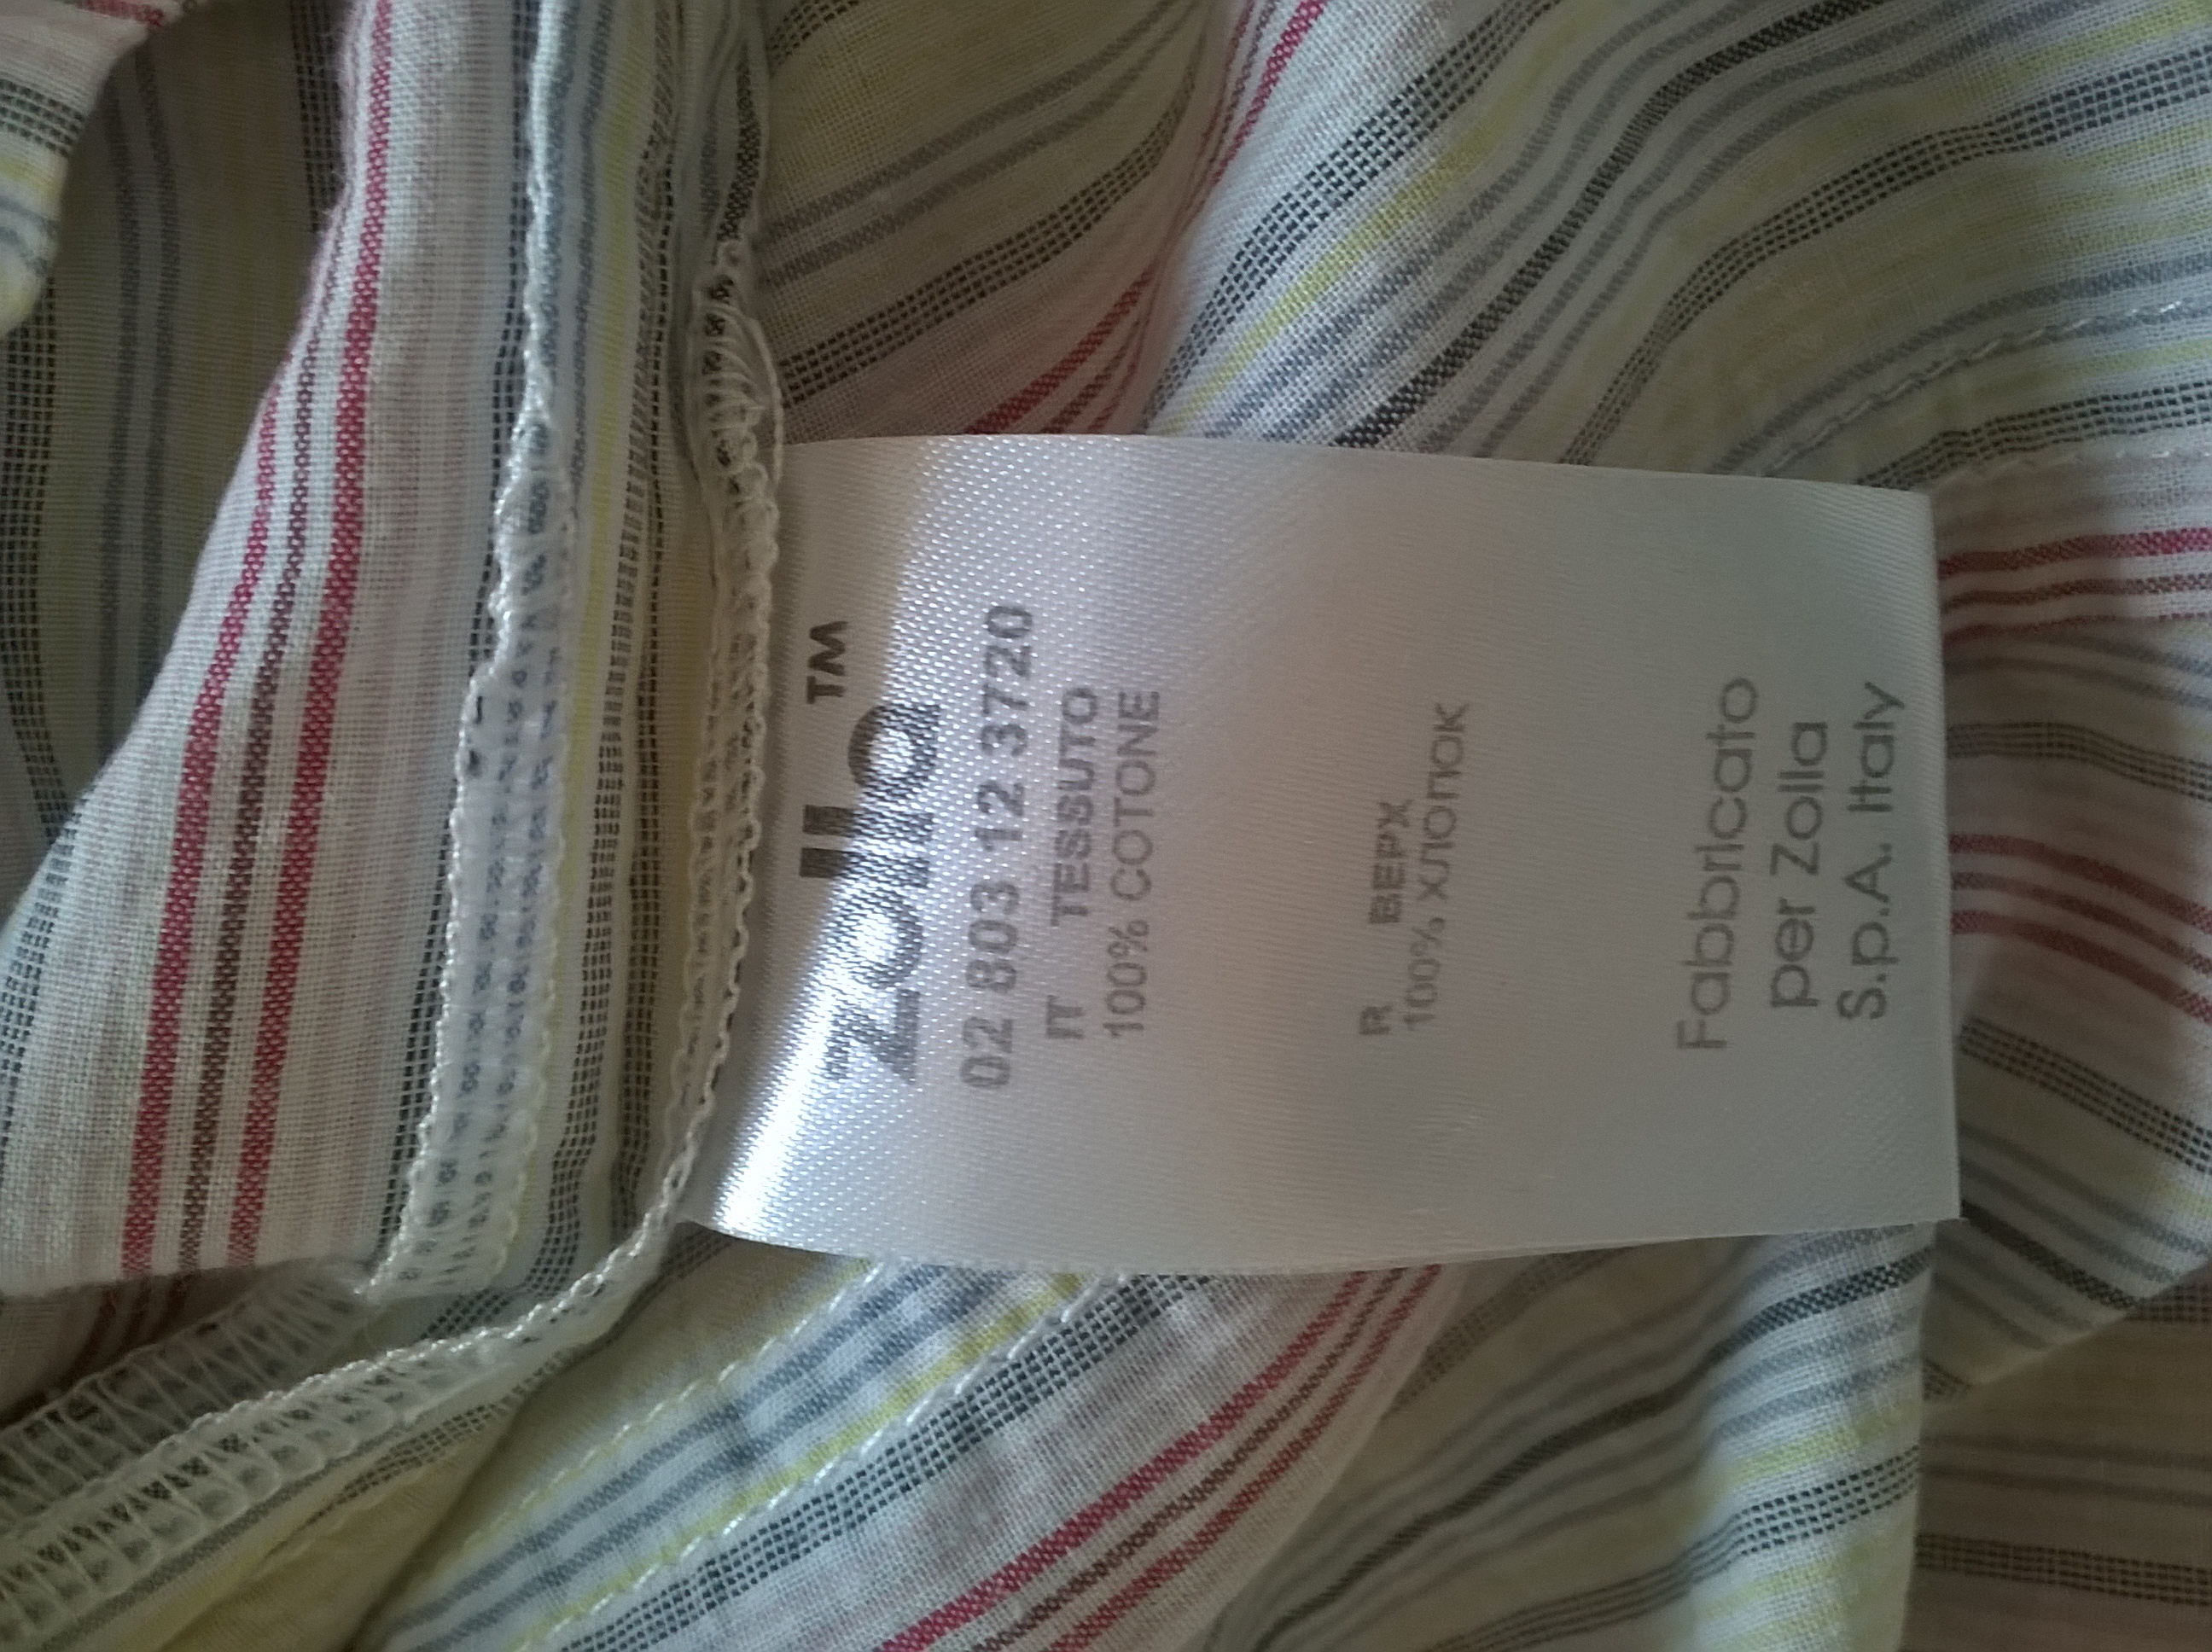 zolla™
02 803 12 3720
IT TESSUTO
100% COTONE
R ВЕРХ
100% ХЛОПОК
Fabbricato
per Zolla
S.p.A. Italy